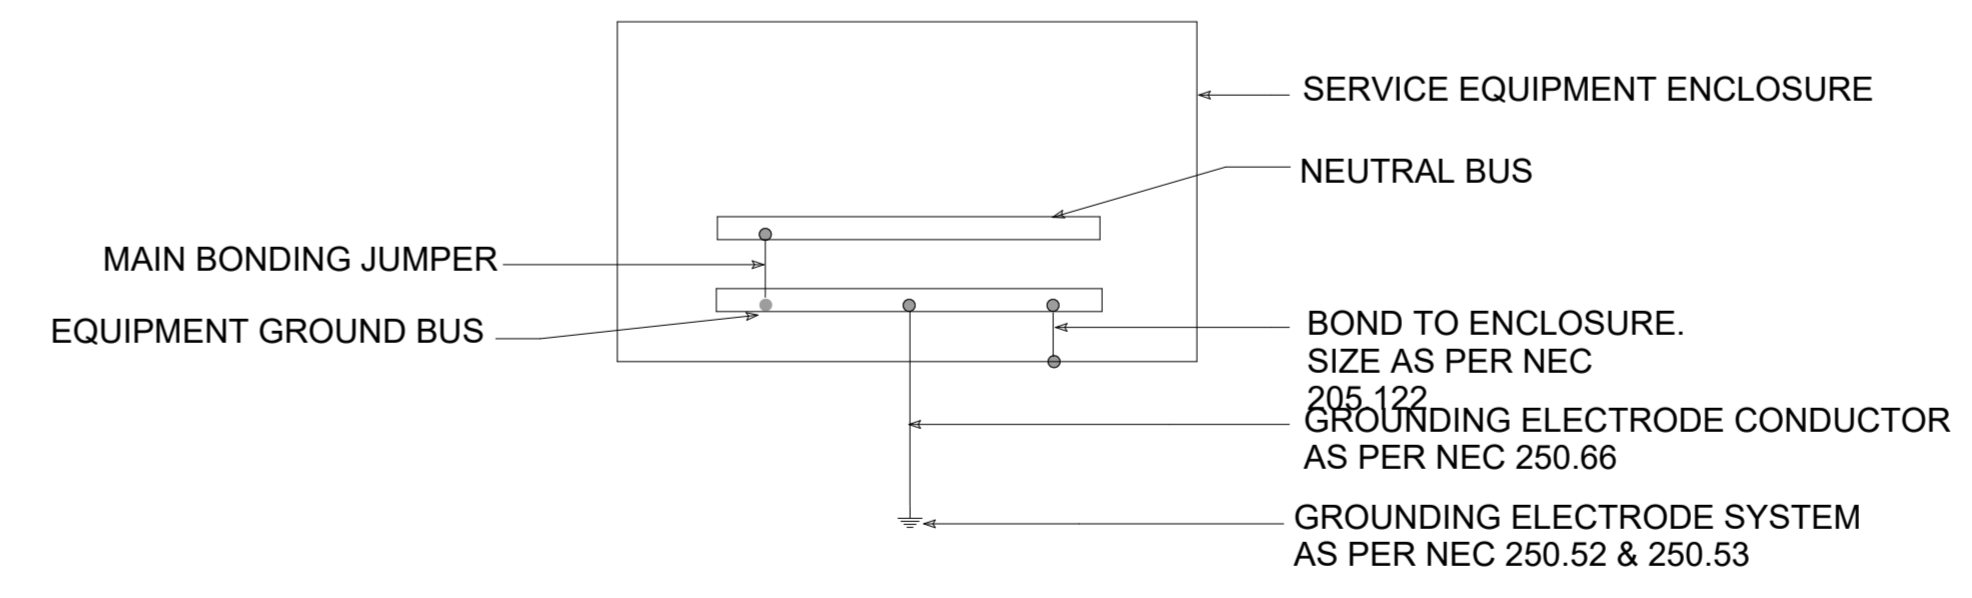 SERVICE EQUIPMENT ENCLOSURE
NEUTRAL BUS
MAIN BONDING JUMPER
EQUIPMENT GROUND BUS
BOND TO ENCLOSURE.
SIZE AS PER NEC
205.122
GROUNDING ELECTRODE CONDUCTOR
AS PER NEC 250.66
GROUNDING ELECTRODE SYSTEM
AS PER NEC 250.52 & 250.53